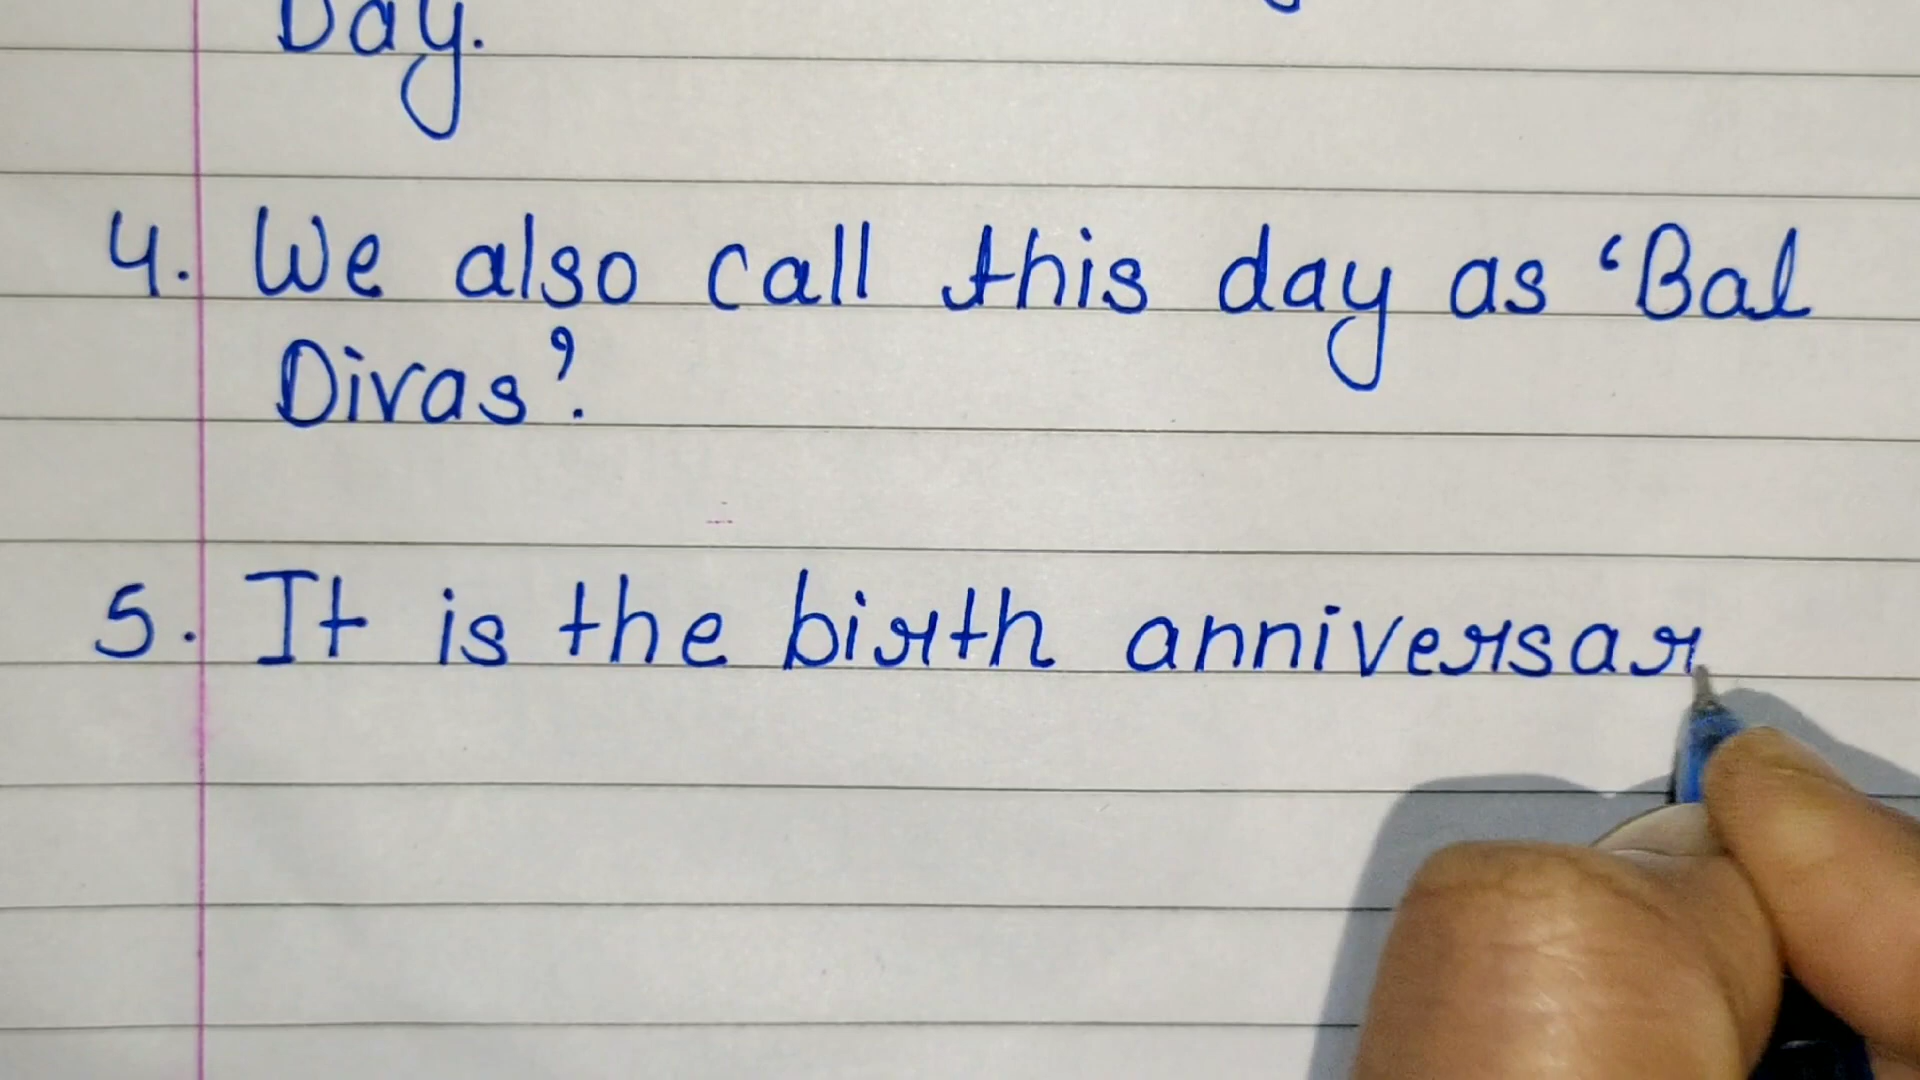 Day.
4. We also call this day as ‘Bal
Divas’.
5. It is the birth anniversar